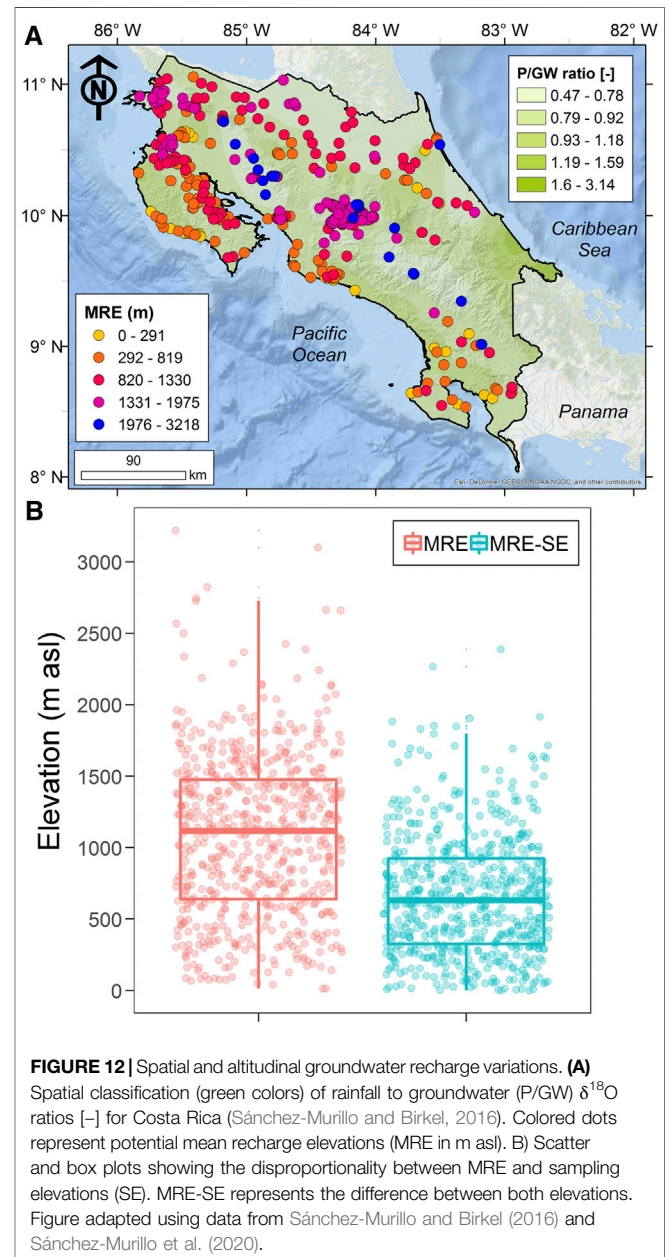 A
86° W 85° W 84° W 83° W 82° W
11° N
10° N
9° N
8° N
N
P/GW ratio [-]
0.47 - 0.78
0.79 - 0.92
0.93 - 1.18
1.19 - 1.59
1.6 - 3.14
Caribbean
Sea
MRE (m)
0 - 291
292 - 819
820 - 1330
1331 - 1975
1976 - 3218
Pacific
Ocean
Panama
90
km
Esri, DeLorme, GEBCO, NOAA NGDC, and other contributors
B
MRE MRE-SE
Elevation (m asl)
3000
2500
2000
1500
1000
500
0
FIGURE 12 | Spatial and altitudinal groundwater recharge variations. (A)
Spatial classification (green colors) of rainfall to groundwater (P/GW) δ¹⁸O
ratios [–] for Costa Rica (Sánchez-Murillo and Birkel, 2016). Colored dots
represent potential mean recharge elevations (MRE in m asl). B) Scatter
and box plots showing the disproportionality between MRE and sampling
elevations (SE). MRE-SE represents the difference between both elevations.
Figure adapted using data from Sánchez-Murillo and Birkel (2016) and
Sánchez-Murillo et al. (2020).